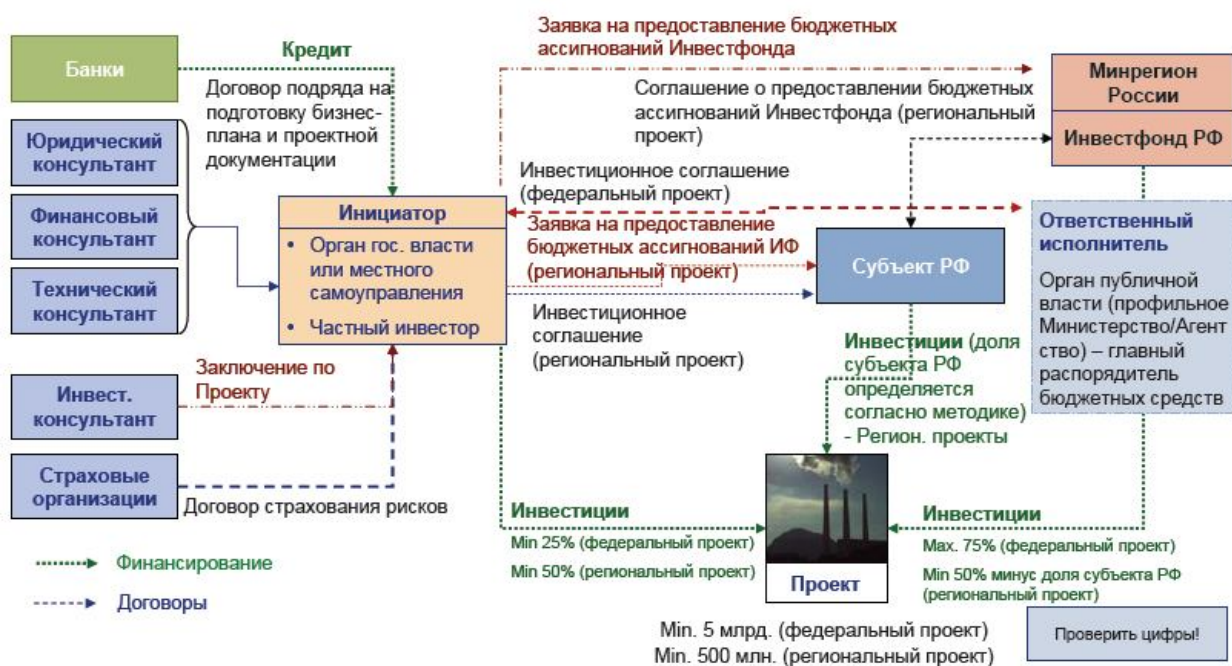 Банки
Кредит
Заявка на предоставление бюджетных
ассигнований Инвестфонда
Минрегион
России
Инвестфонд РФ
Договор подряда на
подготовку бизнес-
плана и проектной
документации
Соглашение о предоставлении бюджетных
ассигнований Инвестфонда (региональный
проект)
Юридический
консультант
Финансовый
консультант
Технический
консультант
Инвестиционное соглашение
(федеральный проект)
Инициатор
• Орган гос. власти
или местного
самоуправления
• Частный инвестор
Заявка на предоставление
бюджетных ассигнований ИФ
(региональный проект)
Субъект РФ
Ответственный
исполнитель
Орган публичной
власти (профильное
Министерство/Агент
ство) – главный
распорядитель
бюджетных средств
Инвестиционное
соглашение
(региональный проект)
Инвестиции (доля
субъекта РФ
определяется
согласно методике)
- Регион. проекты
Заключение по
Проекту
Инвест.
консультант
Страховые
организации
Договор страхования рисков
Инвестиции
Min 25% (федеральный проект)
Min 50% (региональный проект)
Проект
Инвестиции
Max. 75% (федеральный проект)
Min 50% минус доля субъекта РФ
(региональный проект)
Финансирование
Договоры
Min. 5 млрд. (федеральный проект)
Min. 500 млн. (региональный проект)
Проверить цифры!